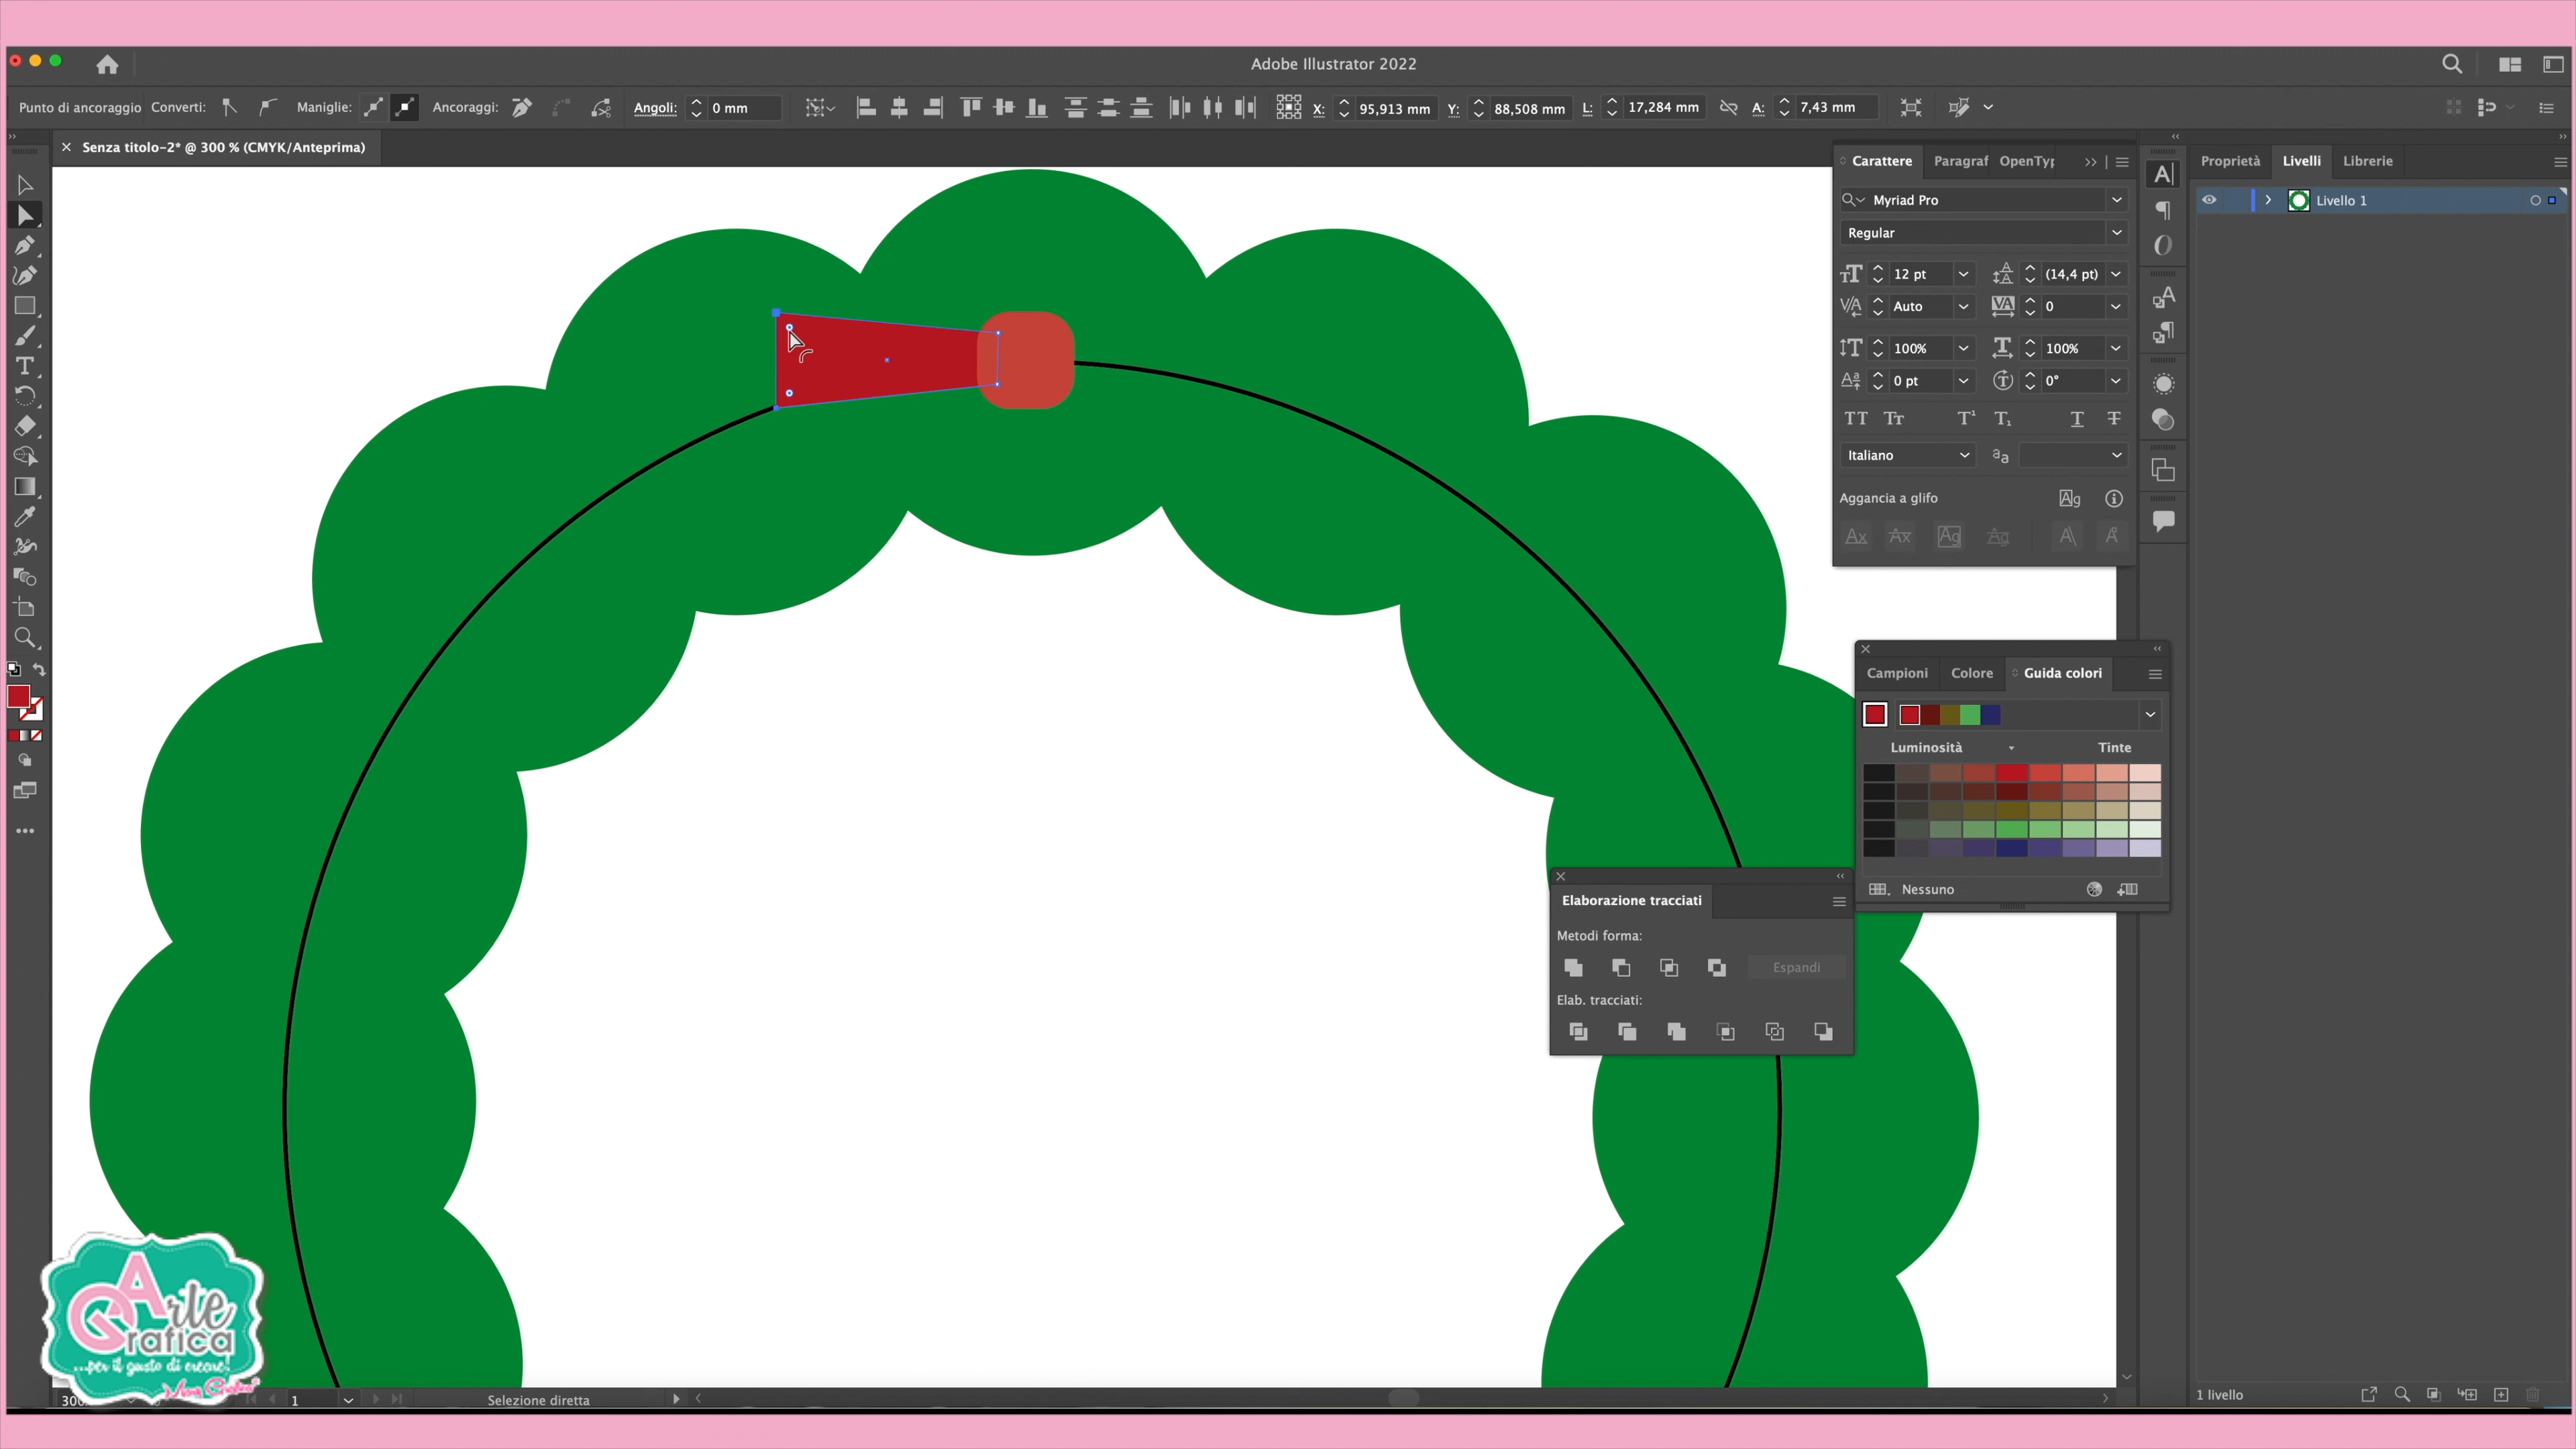 Adobe Illustrator 2022
Punto di ancoraggio Converti: Maniglie: Ancoraggi: Angoli: 0 mm X: 95,913 mm Y: 88,508 mm L: 17,284 mm A: 7,43 mm
Senza titolo-2* @ 300 % (CMYK/Anteprima)
Carattere Paragraf OpenTyp
Proprietà Livelli Librerie
Myriad Pro
Livello 1
Regular
12 pt (14,4 pt)
Auto 0
100% 100%
0 pt 0°
Italiano
Aggancia a glifo
Campioni Colore Guida colori
Luminosità Tinte
Nessuno
Elaborazione tracciati
Metodi forma:
Espandi
Elab. tracciati:
Arte
Grafica
...per il gusto di creare!
1 Selezione diretta
1 livello